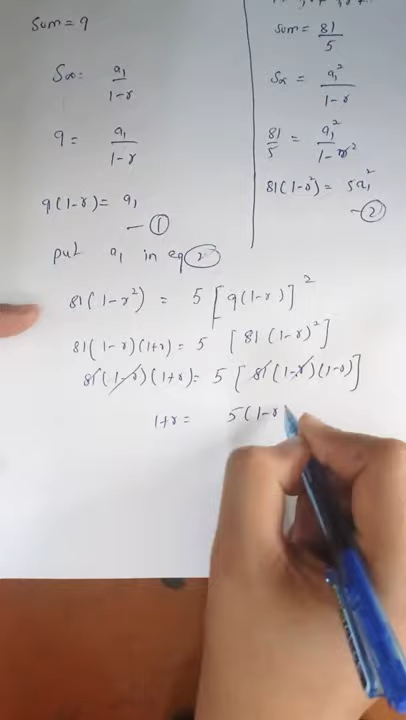 Sum = 9
S∞ = a₁ / 1-r
9 = a₁ / 1-r
9(1-r) = a₁
— ①
Sum = 81/5
S∞ = a₁² / 1-r
81/5 = a₁² / 1-r²
81(1-r²) = 5a₁²
— ②
put a₁ in eq ②
81(1-r²) = 5 [9(1-r)]²
81(1-r)(1+r) = 5 [81(1-r)²]
81(1-r)(1+r) = 5 [81(1-r)(1-r)]
1+r = 5(1-r